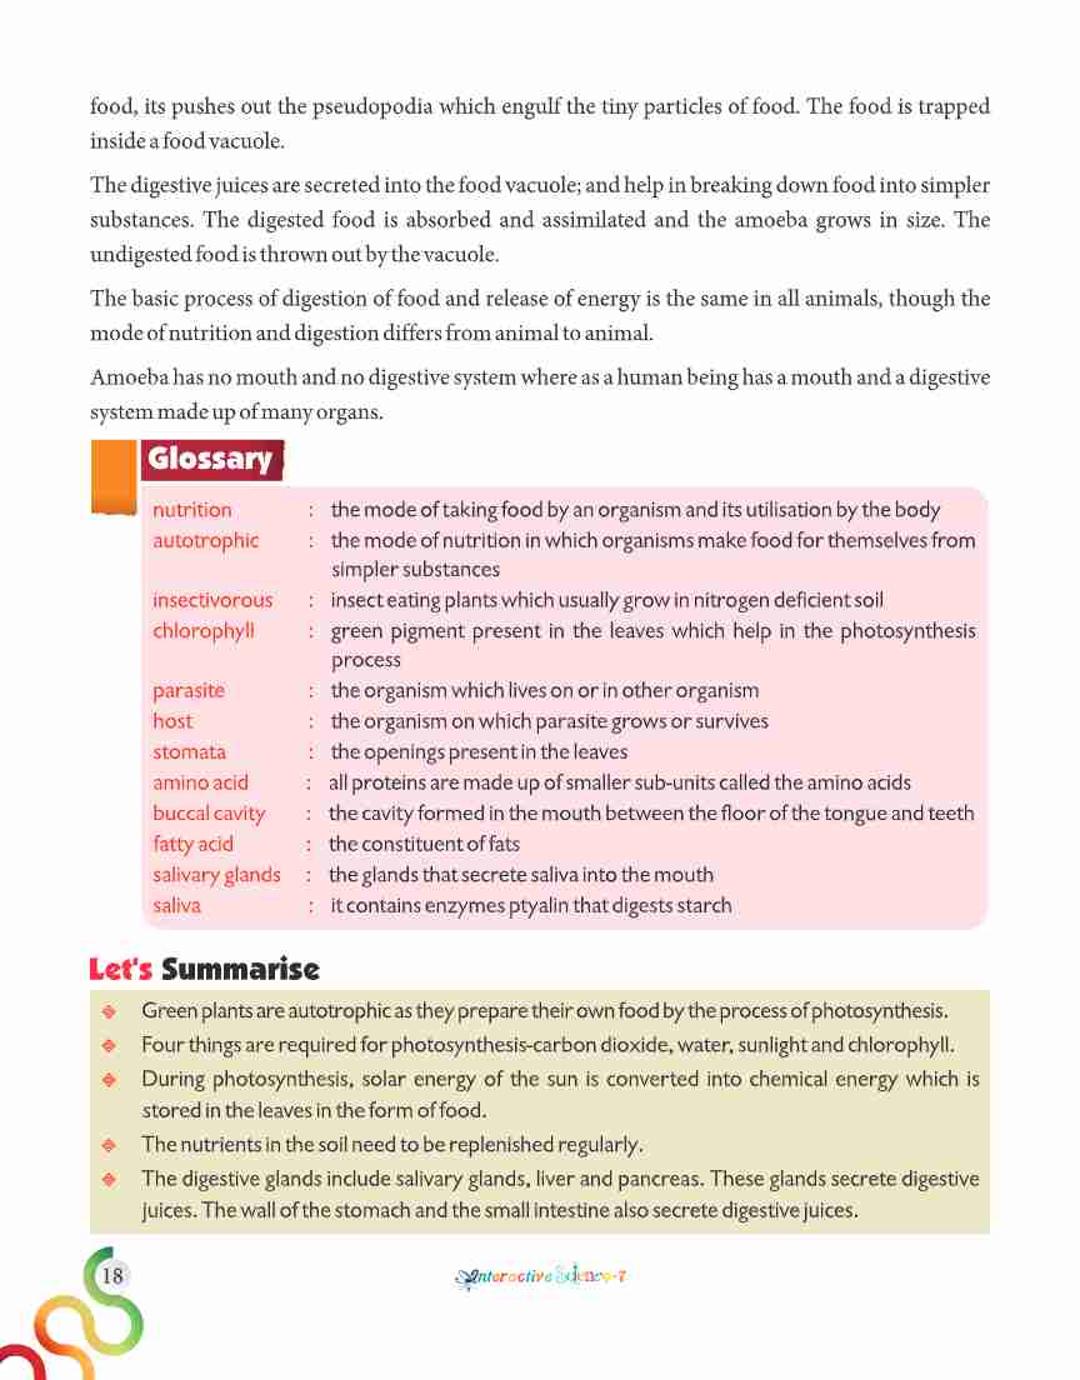 food, its pushes out the pseudopodia which engulf the tiny particles of food. The food is trapped
inside a food vacuole.
The digestive juices are secreted into the food vacuole; and help in breaking down food into simpler
substances. The digested food is absorbed and assimilated and the amoeba grows in size. The
undigested food is thrown out by the vacuole.
The basic process of digestion of food and release of energy is the same in all animals, though the
mode of nutrition and digestion differs from animal to animal.
Amoeba has no mouth and no digestive system where as a human being has a mouth and a digestive
system made up of many organs.
Glossary
nutrition : the mode of taking food by an organism and its utilisation by the body
autotrophic : the mode of nutrition in which organisms make food for themselves from
simpler substances
insectivorous : insect eating plants which usually grow in nitrogen deficient soil
chlorophyll : green pigment present in the leaves which help in the photosynthesis
process
parasite : the organism which lives on or in other organism
host : the organism on which parasite grows or survives
stomata : the openings present in the leaves
amino acid : all proteins are made up of smaller sub-units called the amino acids
buccal cavity : the cavity formed in the mouth between the floor of the tongue and teeth
fatty acid : the constituent of fats
salivary glands : the glands that secrete saliva into the mouth
saliva : it contains enzymes ptyalin that digests starch
Let's Summarise
Green plants are autotrophic as they prepare their own food by the process of photosynthesis.
Four things are required for photosynthesis-carbon dioxide, water, sunlight and chlorophyll.
During photosynthesis, solar energy of the sun is converted into chemical energy which is
stored in the leaves in the form of food.
The nutrients in the soil need to be replenished regularly.
The digestive glands include salivary glands, liver and pancreas. These glands secrete digestive
juices. The wall of the stomach and the small intestine also secrete digestive juices.
18
Interactive Science-7